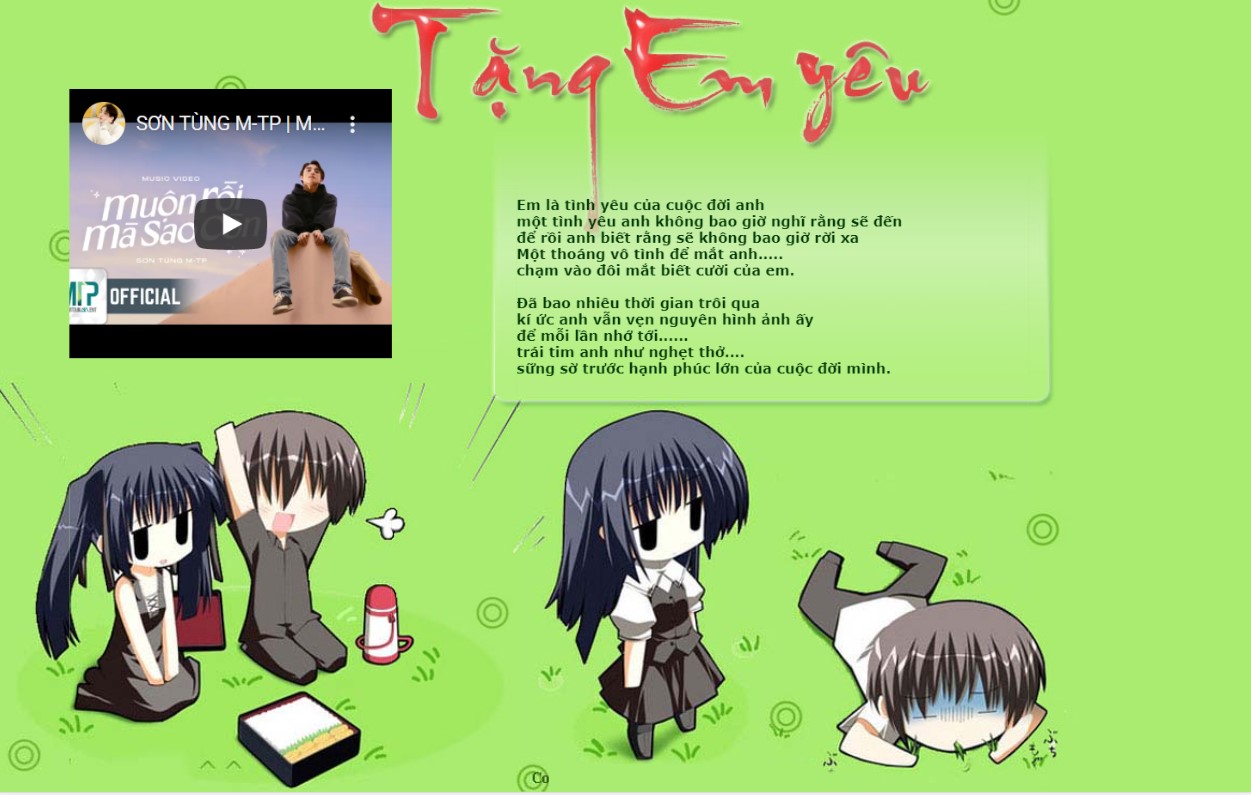 Tặng Em yêu
SƠN TÙNG M-TP | M...
MUSIC VIDEO
muộn rồi
mà sao
SON TUNG M-TP
OFFICIAL
Em là tình yêu của cuộc đời anh
một tình yêu anh không bao giờ nghĩ rằng sẽ đến
để rồi anh biết rằng sẽ không bao giờ rời xa
Một thoáng vô tình để mắt anh.....
chạm vào đôi mắt biết cười của em.
Đã bao nhiêu thời gian trôi qua
kí ức anh vẫn vẹn nguyên hình ảnh ấy
để mỗi lần nhớ tới......
trái tim anh như nghẹt thở....
sững sờ trước hạnh phúc lớn của cuộc đời mình.
Co